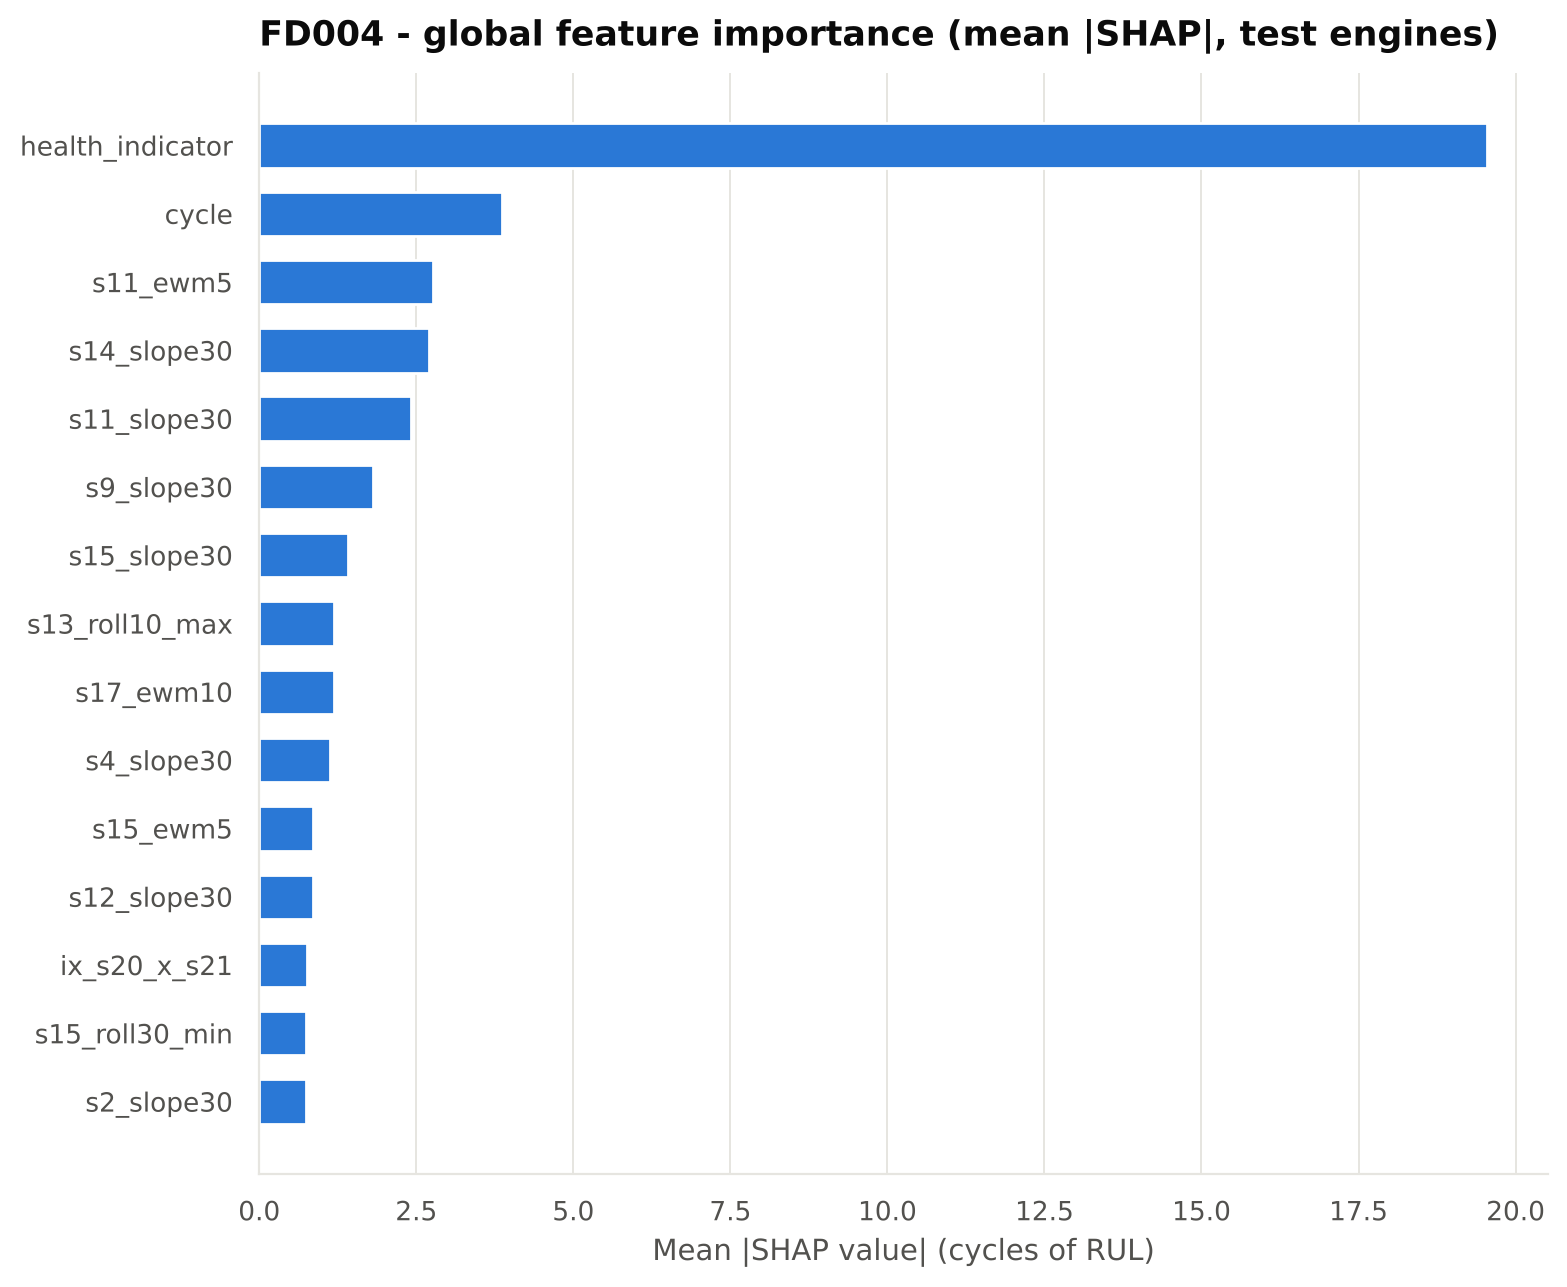 FD004 - global feature importance (mean |SHAP|, test engines)
health_indicator
cycle
s11_ewm5
s14_slope30
s11_slope30
s9_slope30
s15_slope30
s13_roll10_max
s17_ewm10
s4_slope30
s15_ewm5
s12_slope30
ix_s20_x_s21
s15_roll30_min
s2_slope30
0.0 2.5 5.0 7.5 10.0 12.5 15.0 17.5 20.0
Mean |SHAP value| (cycles of RUL)